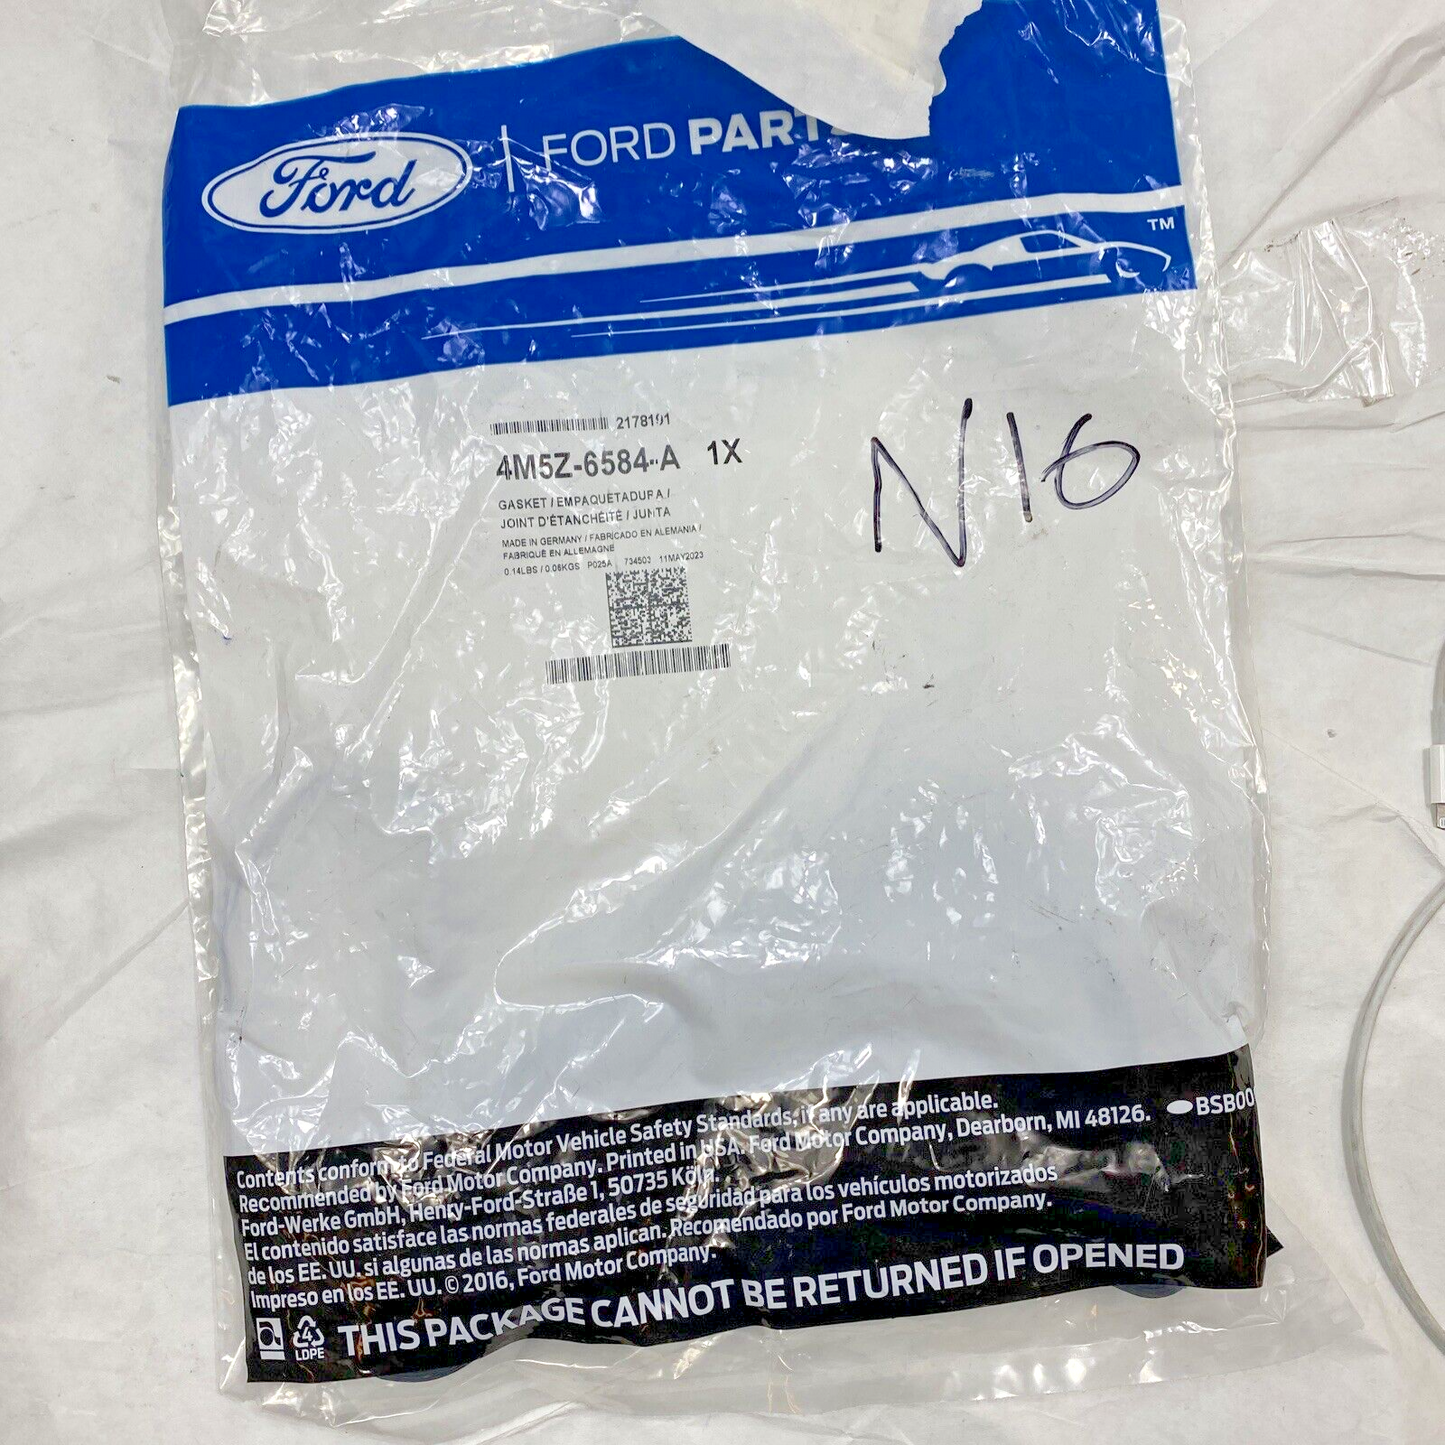 Ford
FORD PARTS
TM
2178191
4M5Z-6584-A 1X
GASKET / EMPAQUETADURA /
JOINT D'ÉTANCHÉITÉ / JUNTA
MADE IN GERMANY / FABRICADO EN ALEMANIA /
FABRIQUÉ EN ALLEMAGNE
0.14LBS / 0.06KGS P025A 734503 11MAY2023
N16
Contents conform to Federal Motor Vehicle Safety Standards, if any are applicable.
Recommended by Ford Motor Company. Printed in USA. Ford Motor Company, Dearborn, MI 48126. BSB00
Ford-Werke GmbH, Henry-Ford-Straße 1, 50735 Köln.
El contenido satisface las normas federales de seguridad para los vehículos motorizados
de los EE. UU. si algunas de las normas aplican. Recomendado por Ford Motor Company.
Impreso en los EE. UU. © 2016, Ford Motor Company.
4
LDPE
THIS PACKAGE CANNOT BE RETURNED IF OPENED